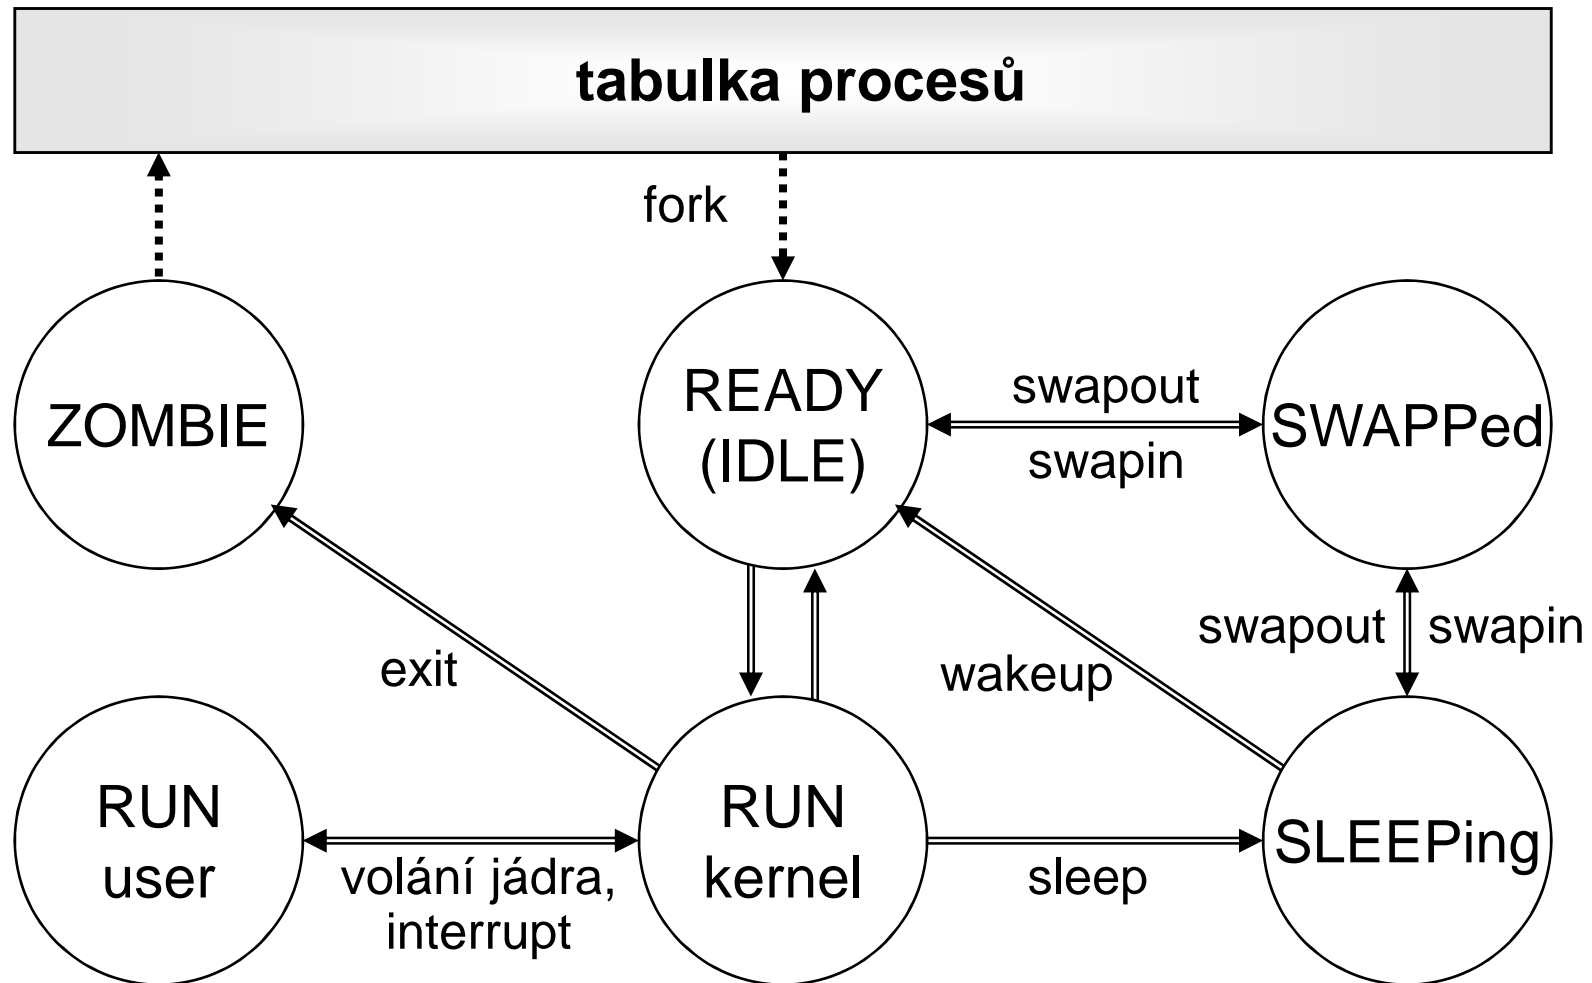 tabulka procesů
fork
ZOMBIE
READY
(IDLE)
swapout
swapin
SWAPPed
exit
wakeup
swapout
swapin
RUN
user
volání jádra,
interrupt
RUN
kernel
sleep
SLEEPing